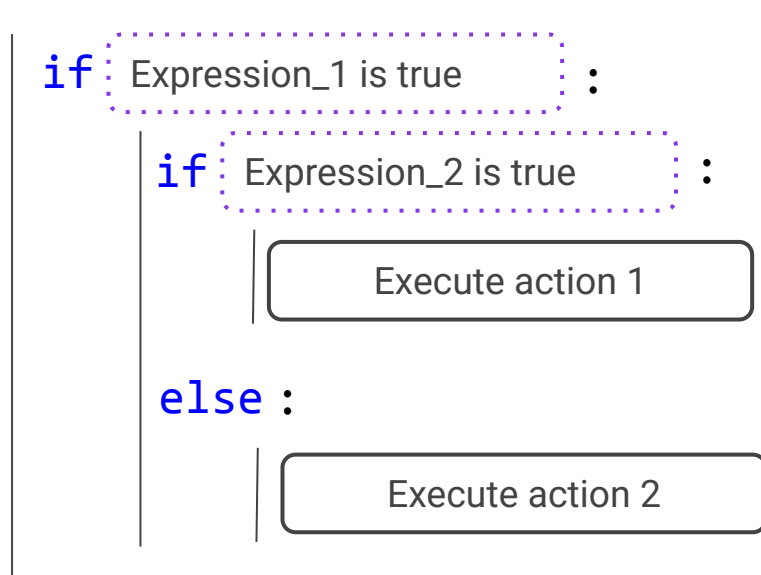 if Expression_1 is true :
if Expression_2 is true :
Execute action 1
else :
Execute action 2